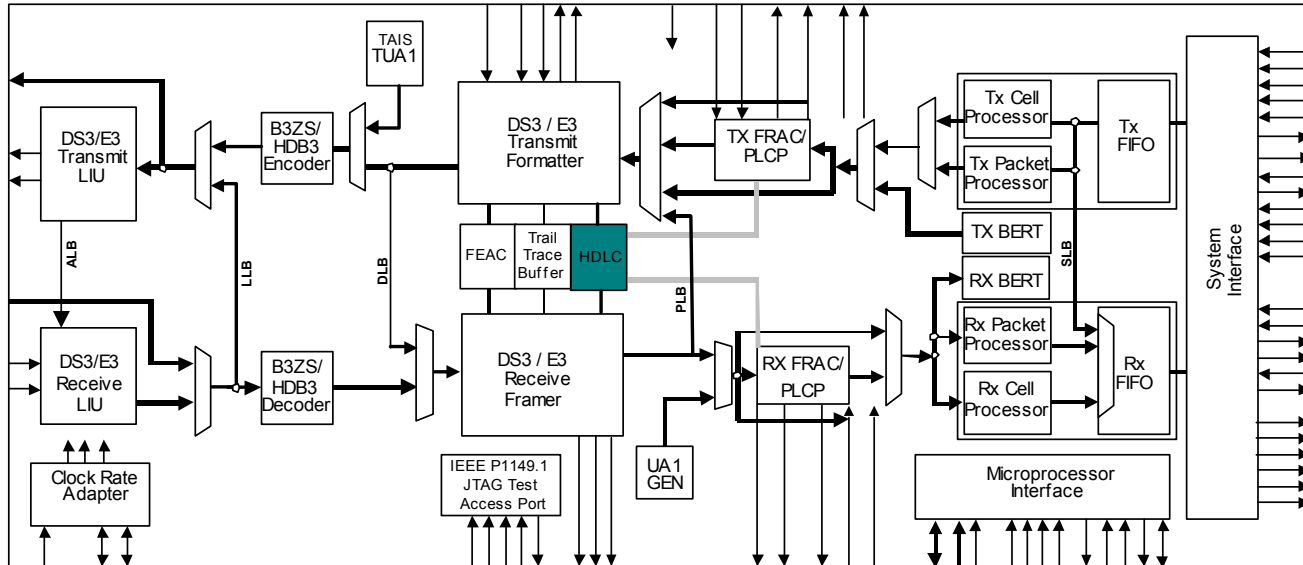 TAIS
TUA1
DS3/E3
Transmit
LIU
B3ZS/
HDB3
Encoder
DS3 / E3
Transmit
Formatter
TX FRAC/
PLCP
Tx Cell
Processor
Tx Packet
Processor
Tx
FIFO
TX BERT
RX BERT
System
Interface
FEAC
Trail
Trace
Buffer
HDLC
ALB
LLB
DLB
PLB
SLB
DS3/E3
Receive
LIU
B3ZS/
HDB3
Decoder
DS3 / E3
Receive
Framer
RX FRAC/
PLCP
Rx Packet
Processor
Rx Cell
Processor
Rx
FIFO
UA1
GEN
Clock Rate
Adapter
IEEE P1149.1
JTAG Test
Access Port
Microprocessor
Interface